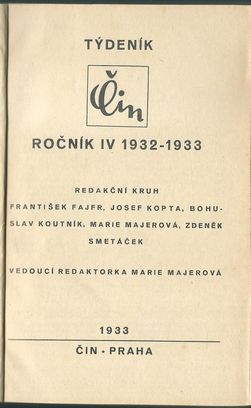 TÝDENÍK
Čin
ROČNÍK IV 1932-1933
REDAKČNÍ KRUH
FRANTIŠEK FAJFR, JOSEF KOPTA, BOHU-
SLAV KOUTNÍK, MARIE MAJEROVÁ, ZDENĚK
SMETÁČEK
VEDOUCÍ REDAKTORKA MARIE MAJEROVÁ
1933
ČIN • PRAHA